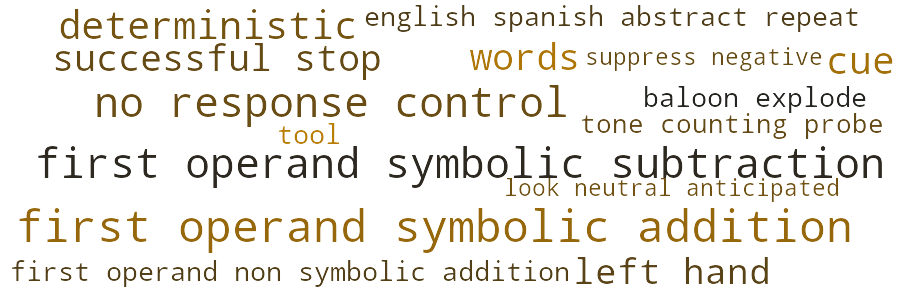 deterministic
english spanish abstract repeat
successful stop
words
suppress negative
cue
no response control
baloon explode
tone counting probe
tool
first operand symbolic subtraction
look neutral anticipated
first operand symbolic addition
first operand non symbolic addition
left hand